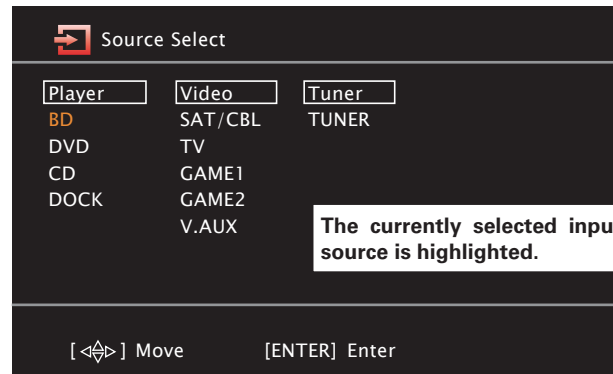 Source Select
Player Video Tuner
BD SAT/CBL TUNER
DVD TV
CD GAME1
DOCK GAME2
V.AUX
The currently selected inpu
source is highlighted.
[◁△▽▷] Move [ENTER] Enter